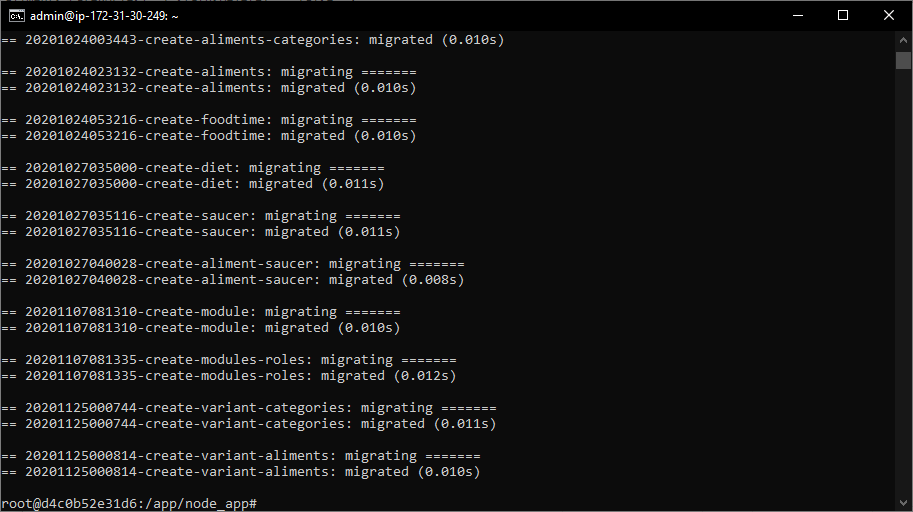 admin@ip-172-31-30-249: ~
== 20201024003443-create-aliments-categories: migrated (0.010s)
== 20201024023132-create-aliments: migrating =======
== 20201024023132-create-aliments: migrated (0.010s)
== 20201024053216-create-foodtime: migrating =======
== 20201024053216-create-foodtime: migrated (0.010s)
== 20201027035000-create-diet: migrating =======
== 20201027035000-create-diet: migrated (0.011s)
== 20201027035116-create-saucer: migrating =======
== 20201027035116-create-saucer: migrated (0.011s)
== 20201027040028-create-aliment-saucer: migrating =======
== 20201027040028-create-aliment-saucer: migrated (0.008s)
== 20201107081310-create-module: migrating =======
== 20201107081310-create-module: migrated (0.010s)
== 20201107081335-create-modules-roles: migrating =======
== 20201107081335-create-modules-roles: migrated (0.012s)
== 20201125000744-create-variant-categories: migrating =======
== 20201125000744-create-variant-categories: migrated (0.011s)
== 20201125000814-create-variant-aliments: migrating =======
== 20201125000814-create-variant-aliments: migrated (0.010s)
root@d4c0b52e31d6:/app/node_app#